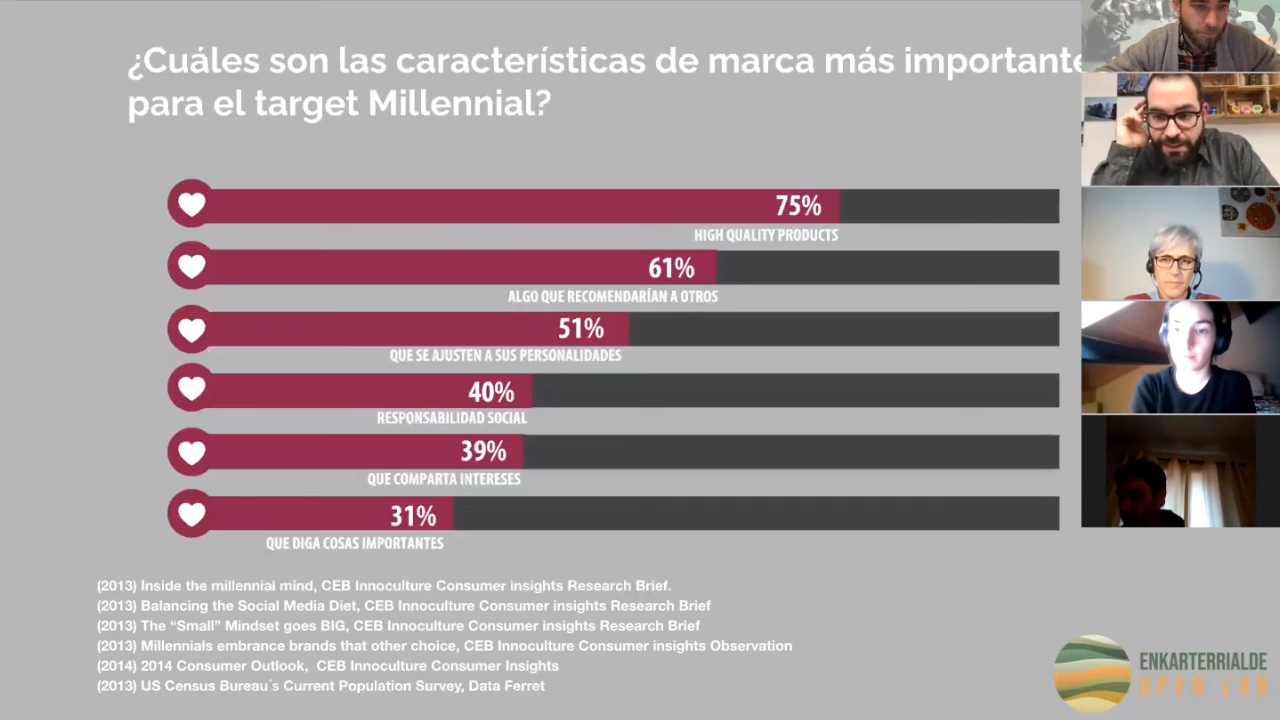 ¿Cuáles son las características de marca más importante
para el target Millennial?
75%
HIGH QUALITY PRODUCTS
61%
ALGO QUE RECOMENDARÍAN A OTROS
51%
QUE SE AJUSTEN A SUS PERSONALIDADES
40%
RESPONSABILIDAD SOCIAL
39%
QUE COMPARTA INTERESES
31%
QUE DIGA COSAS IMPORTANTES
(2013) Inside the millennial mind, CEB Innoculture Consumer insights Research Brief.
(2013) Balancing the Social Media Diet, CEB Innoculture Consumer insights Research Brief
(2013) The “Small” Mindset goes BIG, CEB Innoculture Consumer insights Research Brief
(2013) Millennials embrance brands that other choice, CEB Innoculture Consumer insights Observation
(2014) 2014 Consumer Outlook, CEB Innoculture Consumer Insights
(2013) US Census Bureau´s Current Population Survey, Data Ferret
ENKARTERRIALDE
OPEN LAB